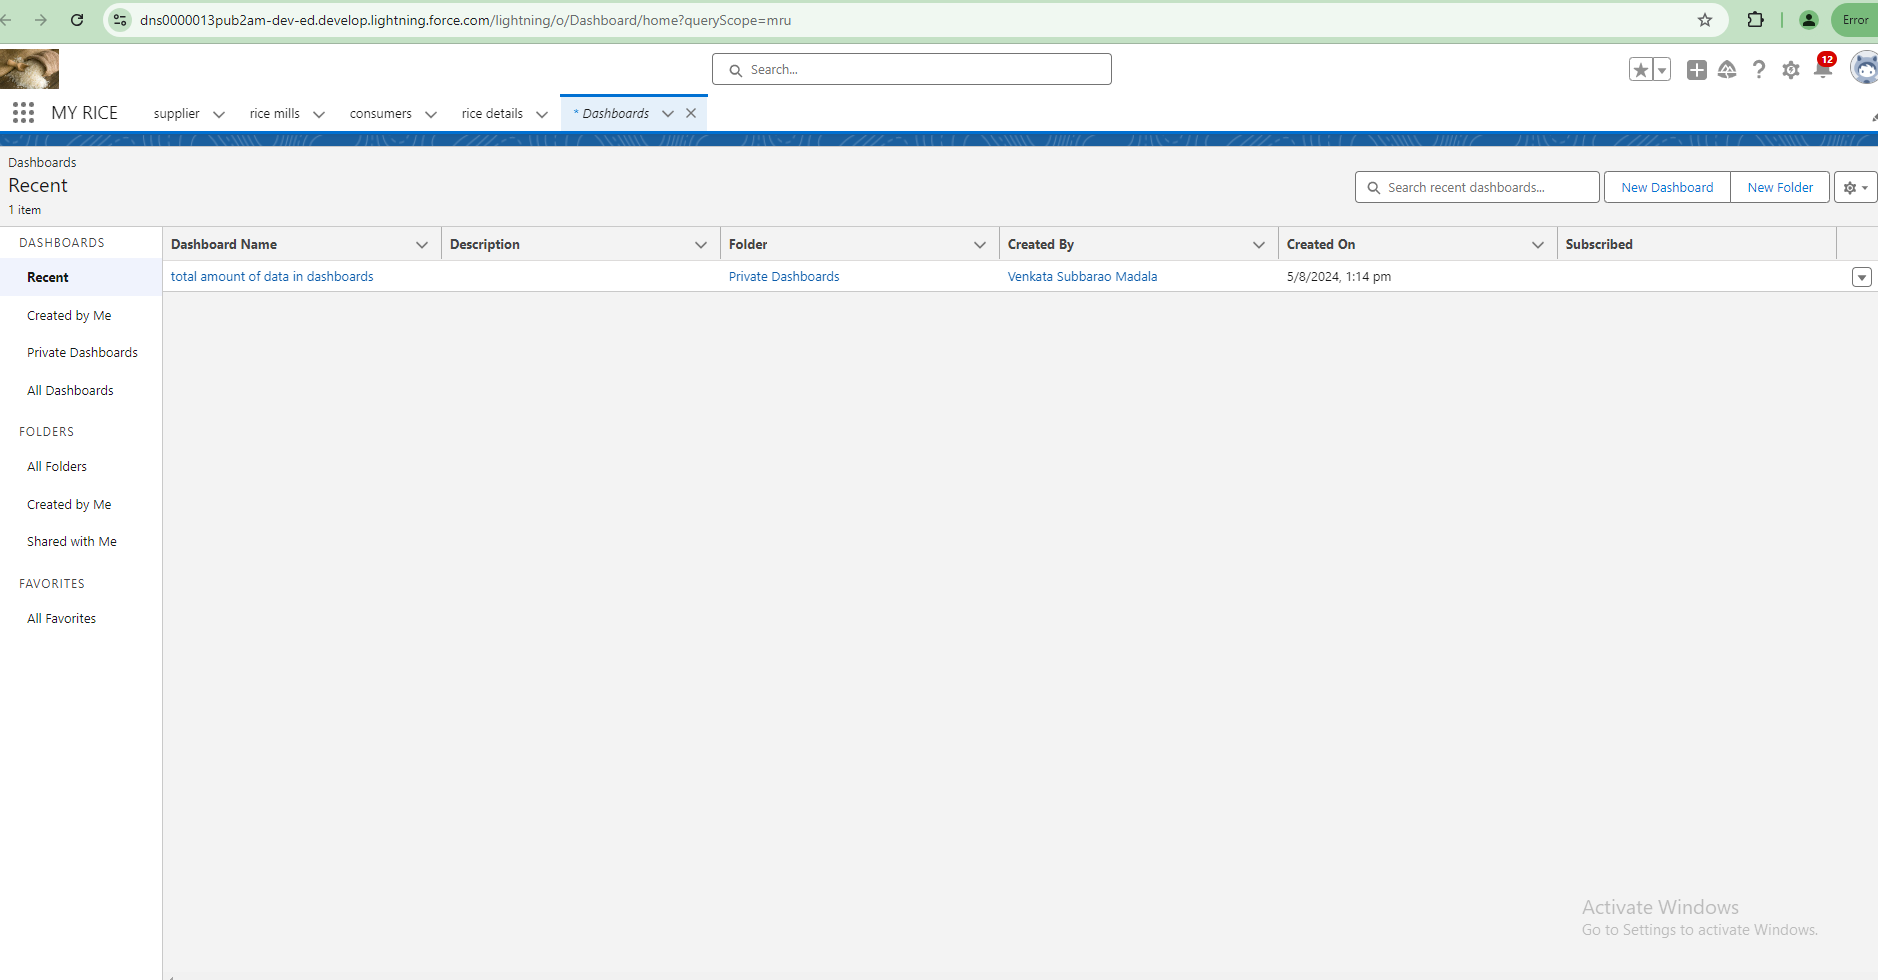 dns0000013pub2am-dev-ed.develop.lightning.force.com/lightning/o/Dashboard/home?queryScope=mru
Error
Search...
12
MY RICE
supplier
rice mills
consumers
rice details
* Dashboards
Dashboards
Recent
1 item
Search recent dashboards...
New Dashboard
New Folder
DASHBOARDS
Recent
Created by Me
Private Dashboards
All Dashboards
FOLDERS
All Folders
Created by Me
Shared with Me
FAVORITES
All Favorites
Dashboard Name Description Folder Created By Created On Subscribed
total amount of data in dashboards Private Dashboards Venkata Subbarao Madala 5/8/2024, 1:14 pm
Activate Windows
Go to Settings to activate Windows.